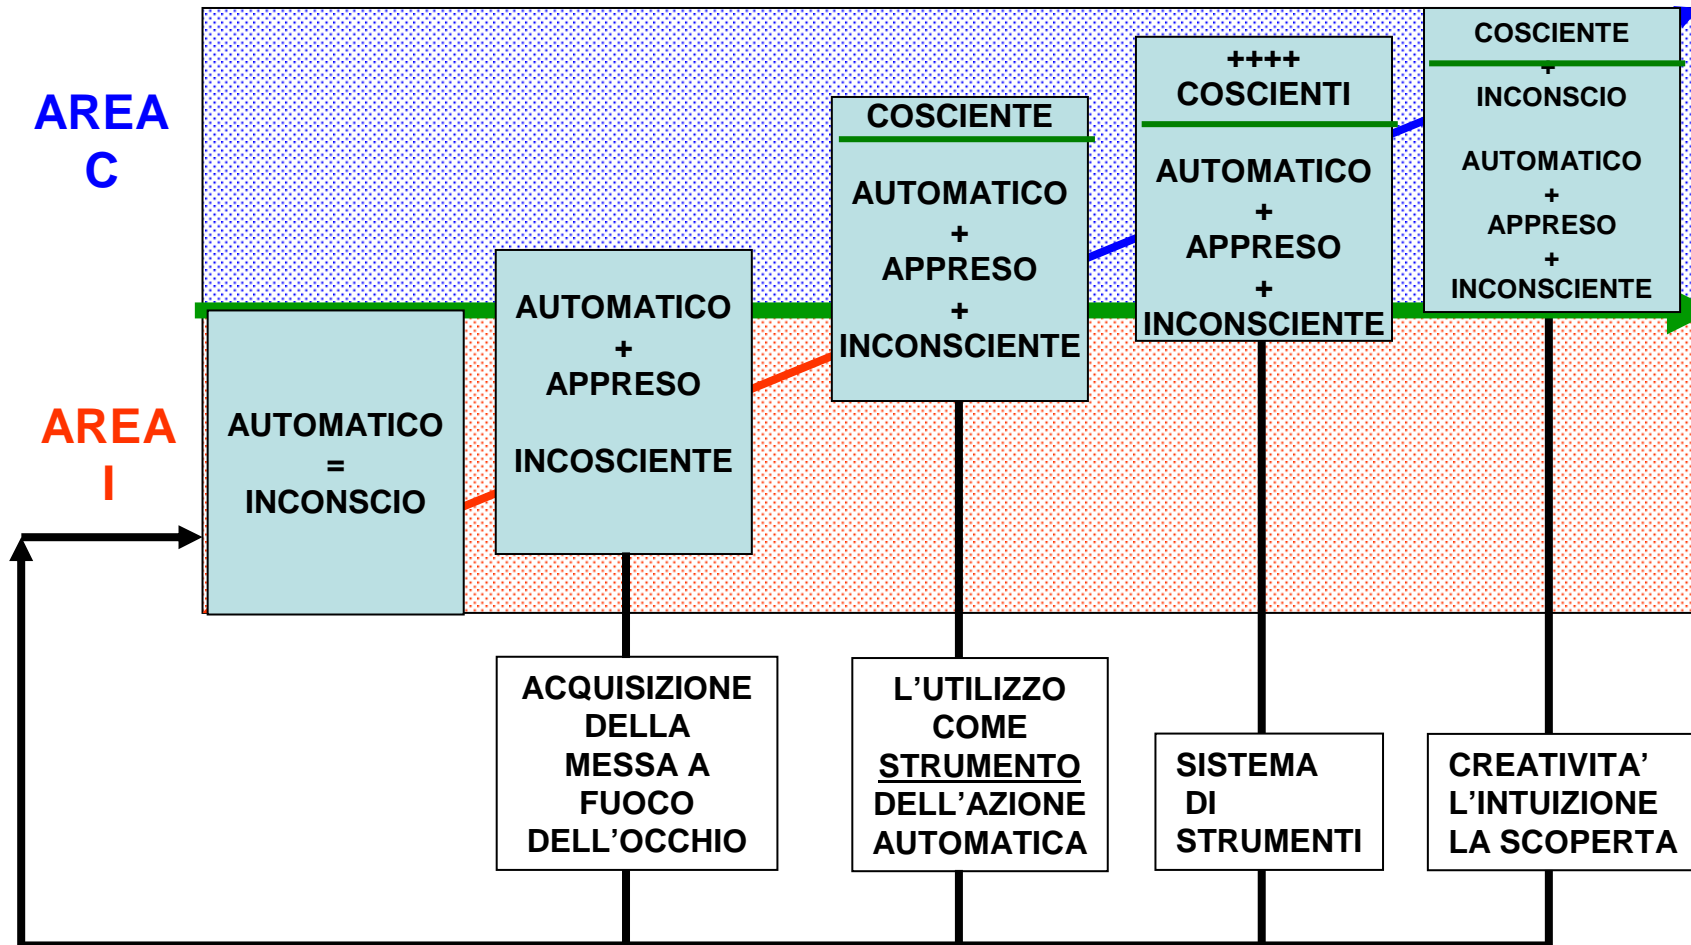 AREA
C
AREA
I
AUTOMATICO
=
INCONSCIO
AUTOMATICO
+
APPRESO
INCOSCIENTE
COSCIENTE
AUTOMATICO
+
APPRESO
+
INCONSCIENTE
++++
COSCIENTI
AUTOMATICO
+
APPRESO
+
INCONSCIENTE
COSCIENTE
+
INCONSCIO
AUTOMATICO
+
APPRESO
+
INCONSCIENTE
ACQUISIZIONE
DELLA
MESSA A
FUOCO
DELL’OCCHIO
L’UTILIZZO
COME
STRUMENTO
DELL’AZIONE
AUTOMATICA
SISTEMA
DI
STRUMENTI
CREATIVITA’
L’INTUIZIONE
LA SCOPERTA